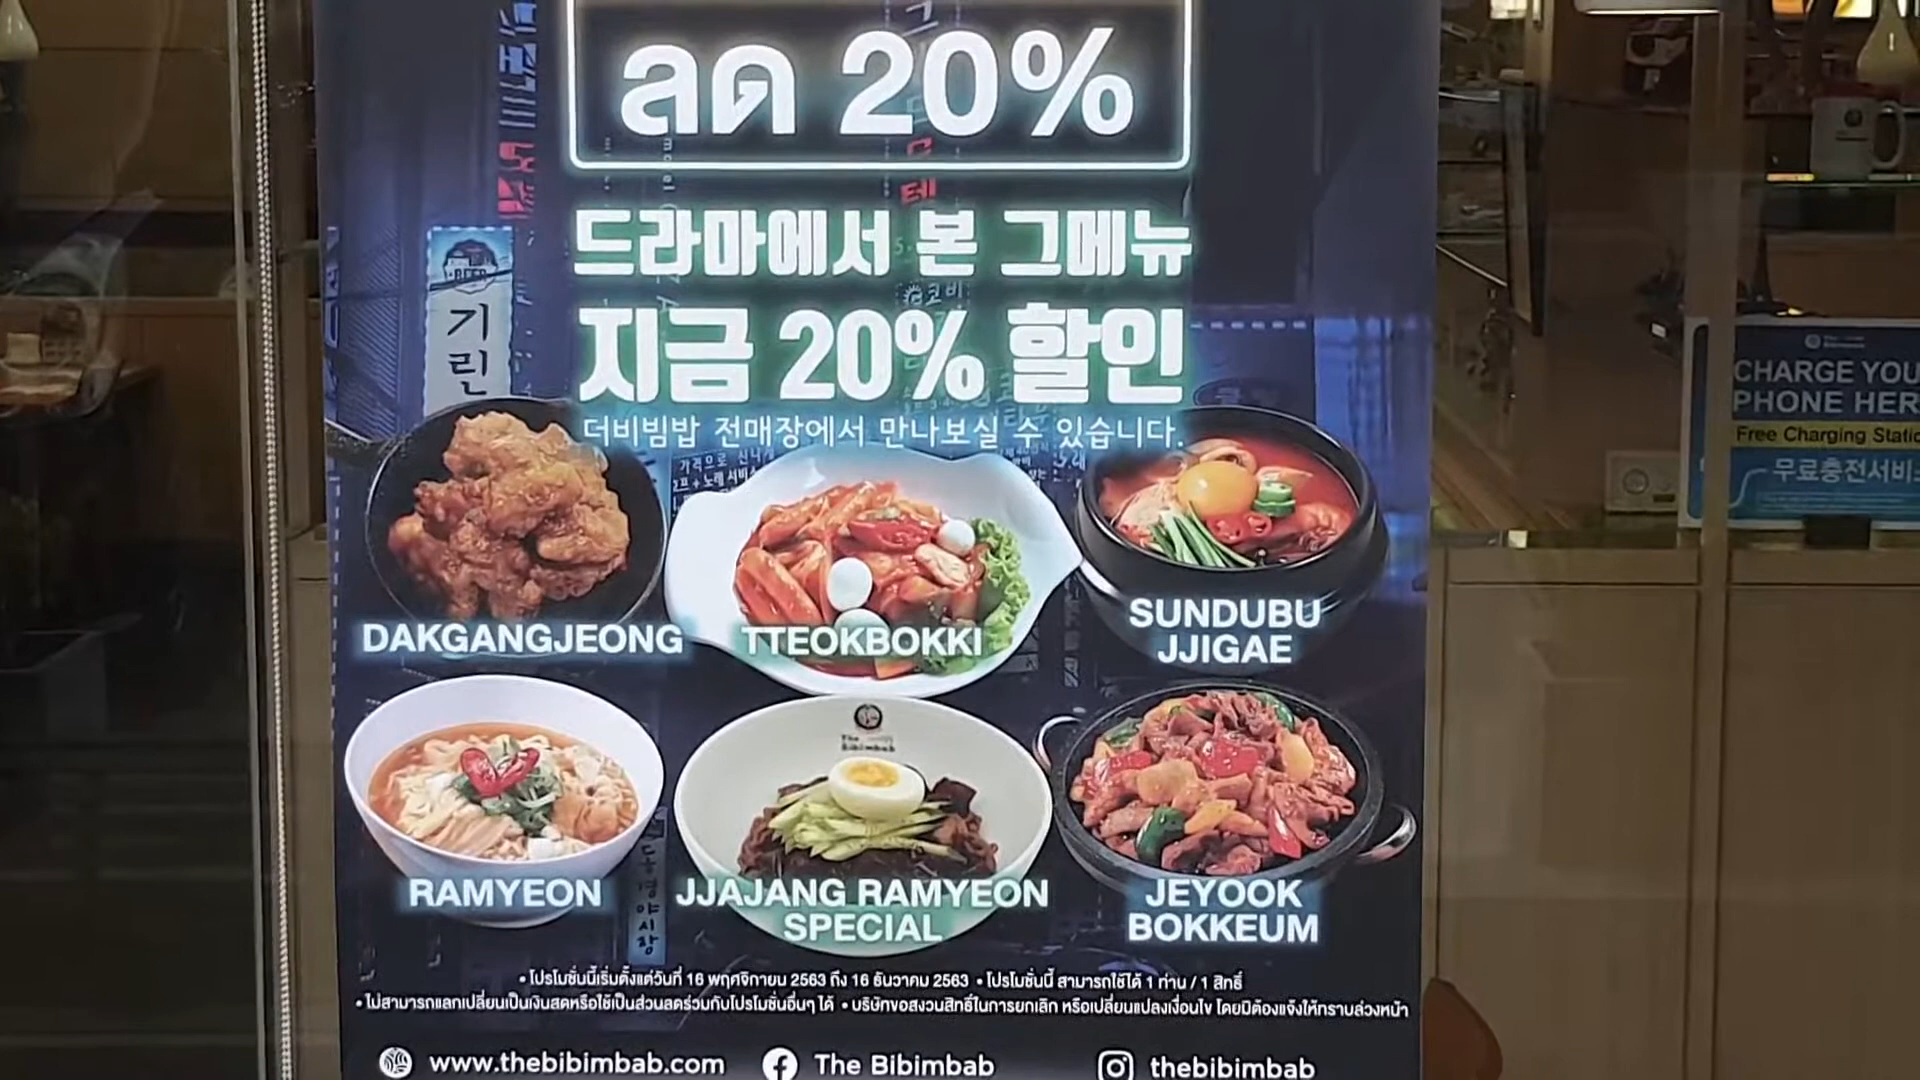 ลด 20%
드라마에서 본 그메뉴
지금 20% 할인
더비빔밥 전매장에서 만나보실 수 있습니다.
BEER
기린
DAKGANGJEONG
TTEOKBOKKI
SUNDUBU
JJIGAE
RAMYEON
The Bibimbab
JJAJANG RAMYEON
SPECIAL
JEYOOK
BOKKEUM
야시장
• โปรโมชั่นนี้เริ่มตั้งแต่วันที่ 16 พฤศจิกายน 2563 ถึง 16 ธันวาคม 2563 • โปรโมชั่นนี้ สามารถใช้ได้ 1 ท่าน / 1 สิทธิ์
• ไม่สามารถแลกเปลี่ยนเป็นเงินสดหรือใช้เป็นส่วนลดร่วมกับโปรโมชั่นอื่นๆ ได้ • บริษัทขอสงวนสิทธิ์ในการยกเลิก หรือเปลี่ยนแปลงเงื่อนไข โดยมิต้องแจ้งให้ทราบล่วงหน้า
www.thebibimbab.com The Bibimbab thebibimbab
The Bibimbab
CHARGE YOU
PHONE HER
Free Charging Static
무료충전서비스